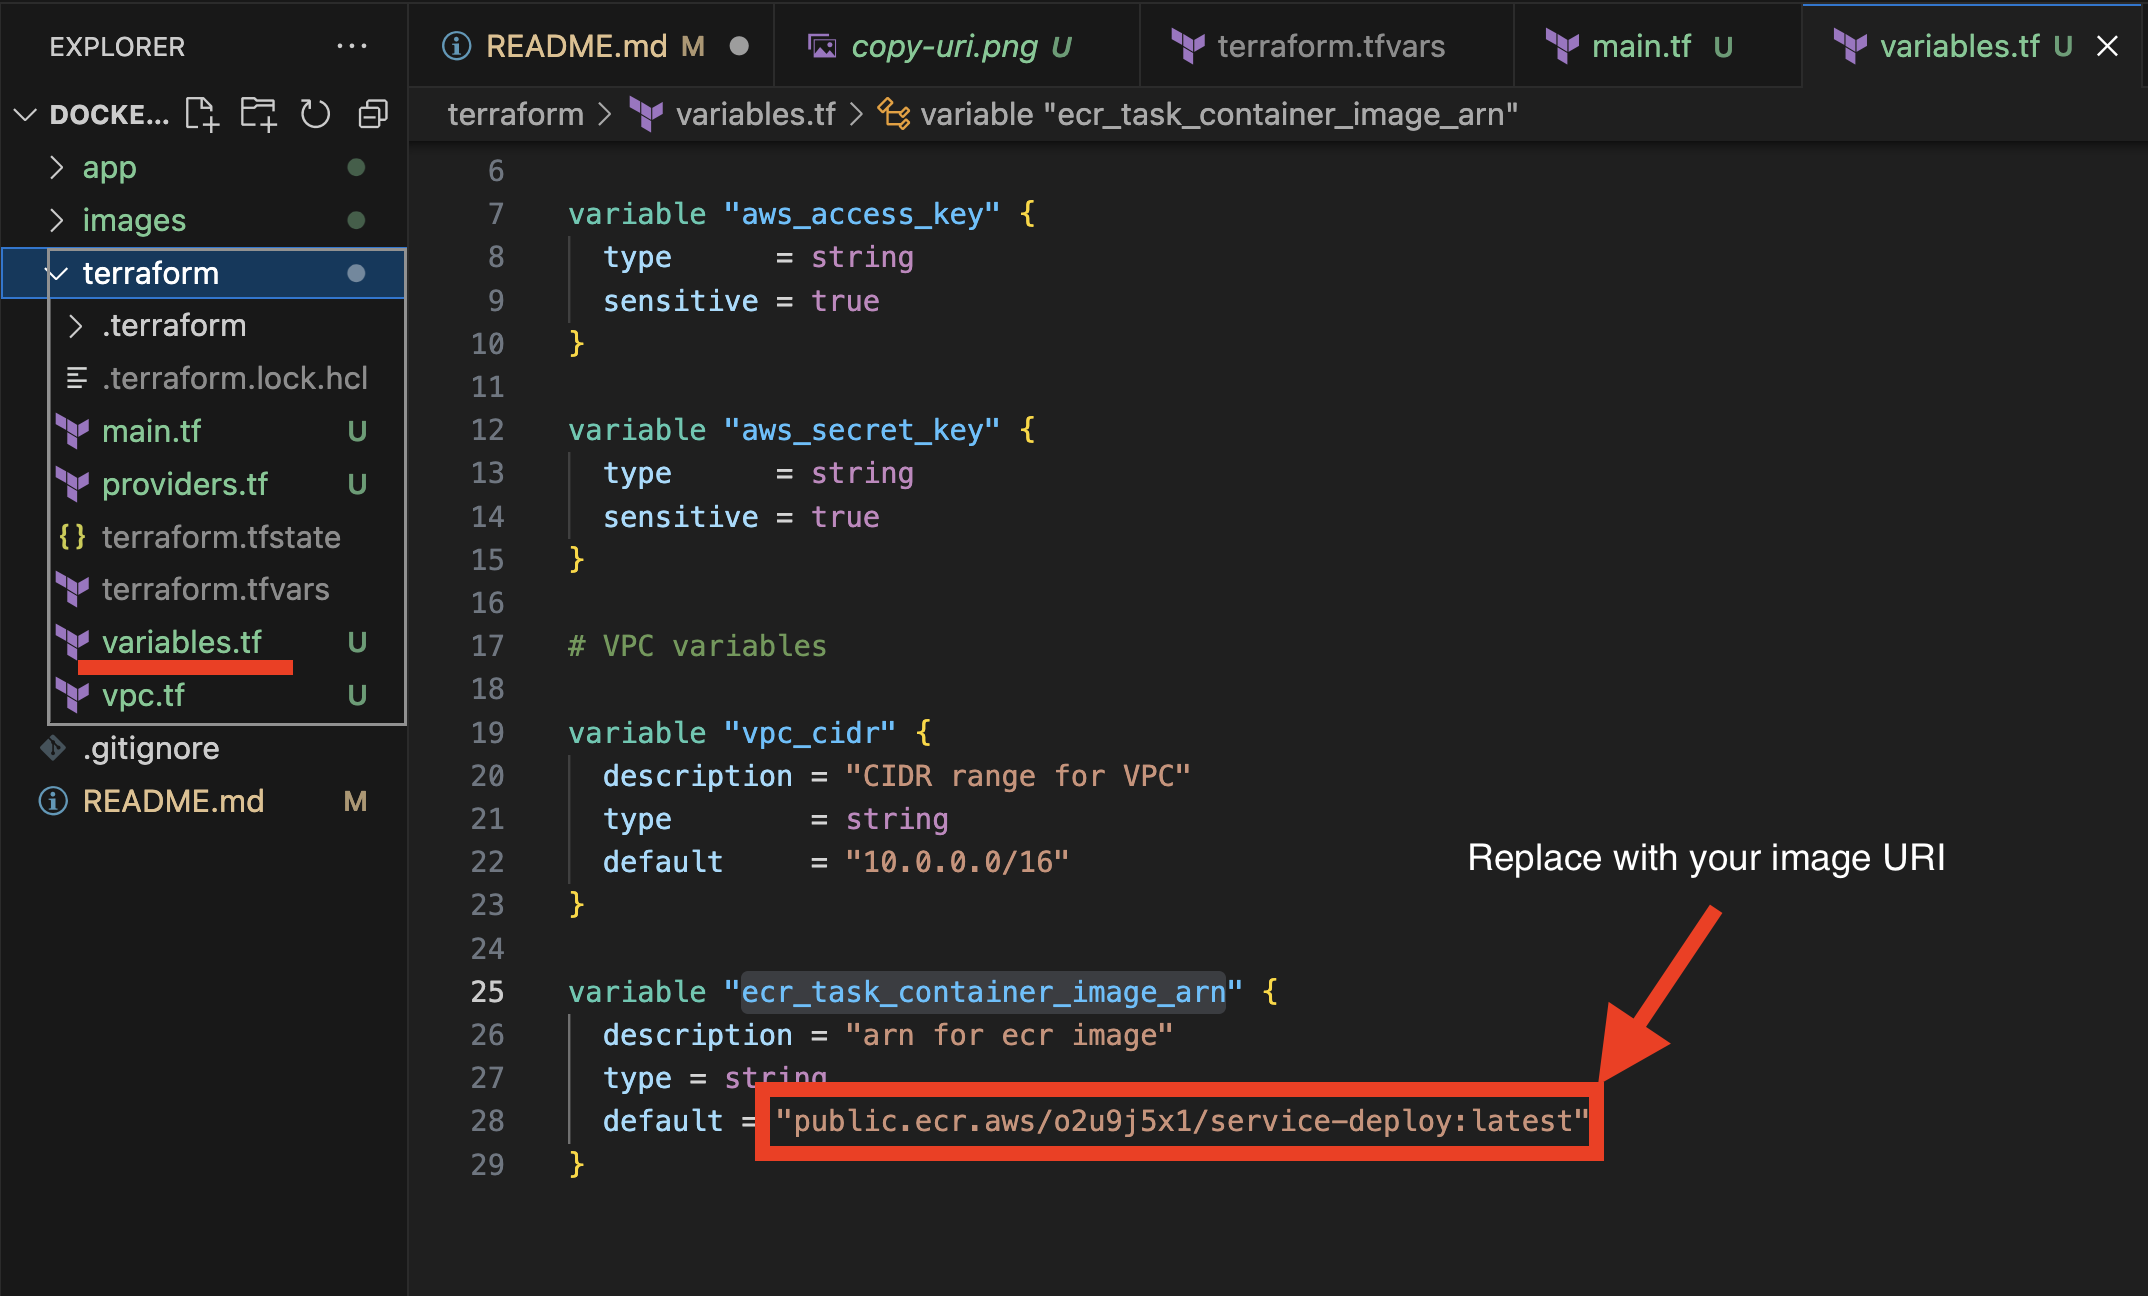 EXPLORER ...
DOCKE...
app
images
terraform
.terraform
.terraform.lock.hcl
main.tf U
providers.tf U
{} terraform.tfstate
terraform.tfvars
variables.tf U
vpc.tf U
.gitignore
README.md M
README.md M
copy-uri.png U
terraform.tfvars
main.tf U
variables.tf U
terraform > variables.tf > variable "ecr_task_container_image_arn"
6
7 variable "aws_access_key" {
8 type = string
9 sensitive = true
10 }
11
12 variable "aws_secret_key" {
13 type = string
14 sensitive = true
15 }
16
17 # VPC variables
18
19 variable "vpc_cidr" {
20 description = "CIDR range for VPC"
21 type = string
22 default = "10.0.0.0/16"
23 }
24
25 variable "ecr_task_container_image_arn" {
26 description = "arn for ecr image"
27 type = string
28 default = "public.ecr.aws/o2u9j5x1/service-deploy:latest"
29 }
Replace with your image URI